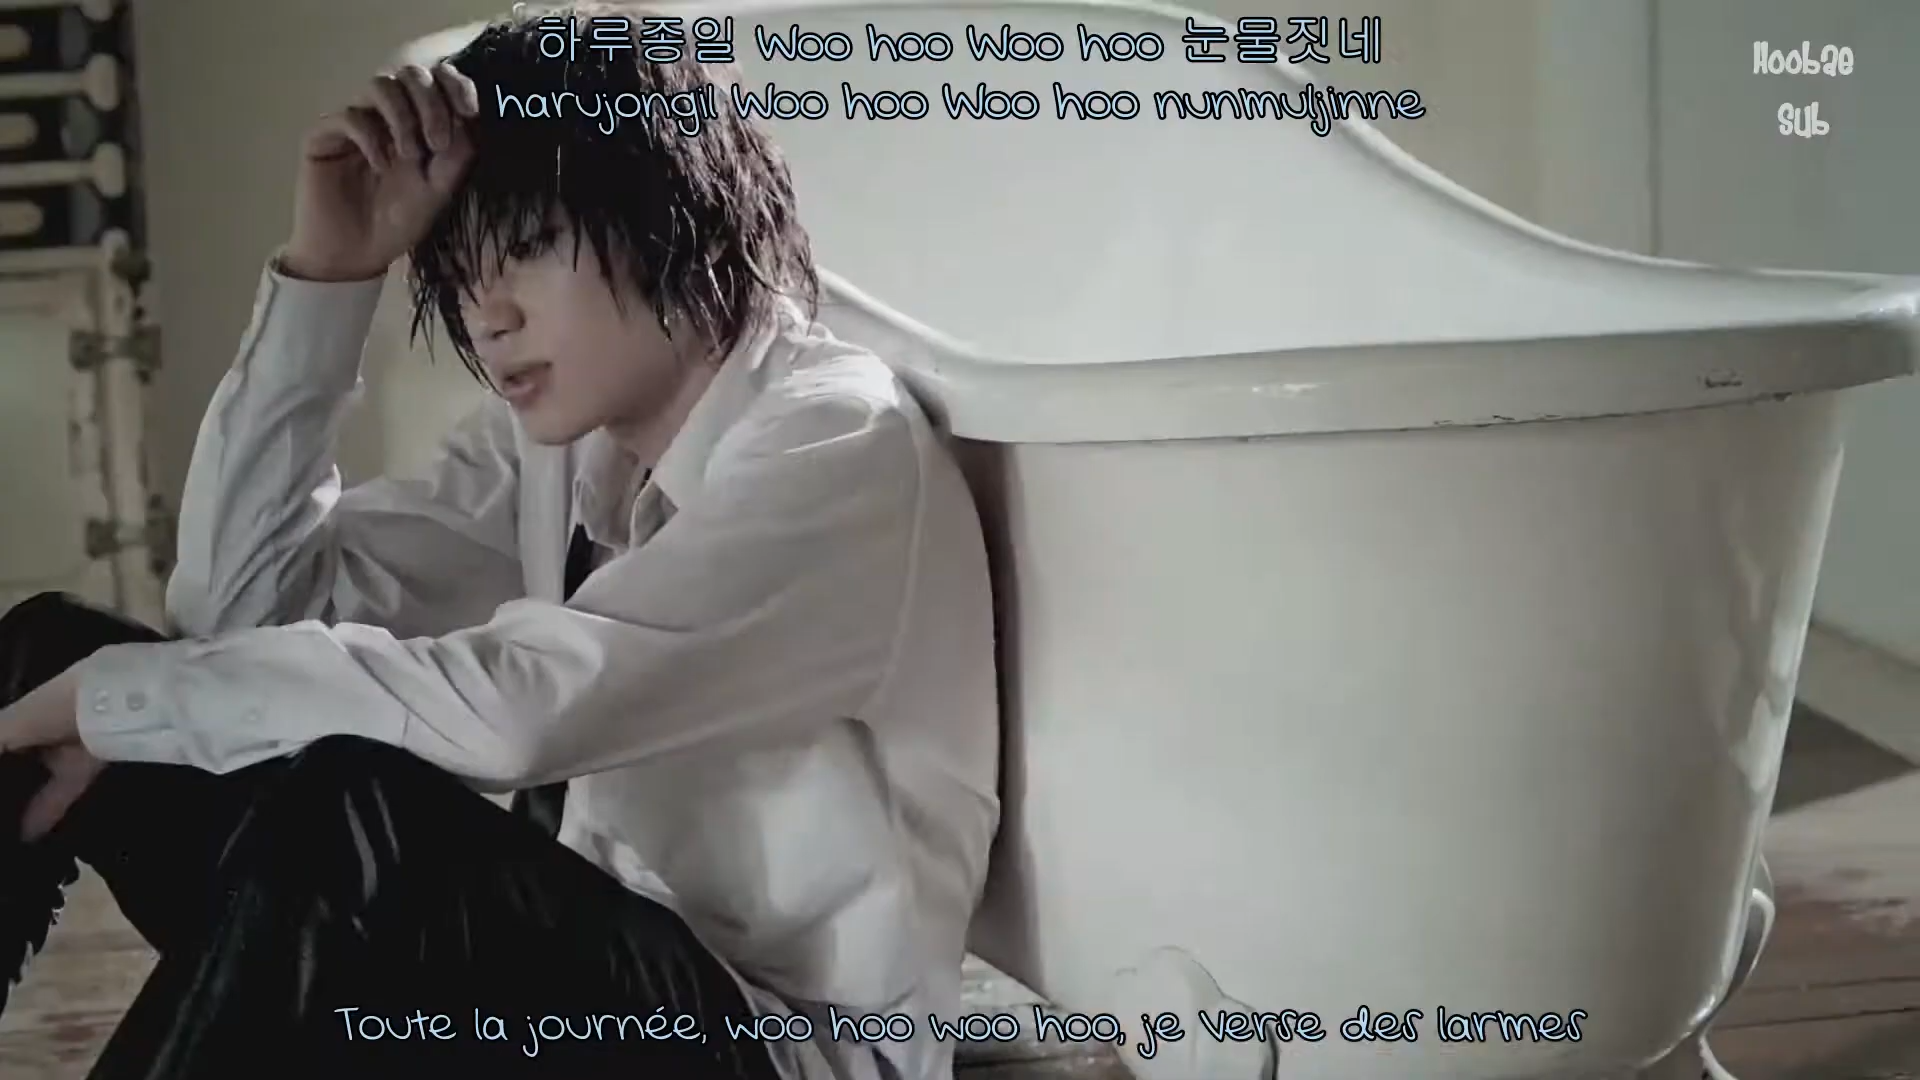 하루종일 Woo hoo Woo hoo 눈물짓네
harujongil Woo hoo Woo hoo nunmuljinne
Hoobae
Sub
Toute la journée, woo hoo woo hoo, je verse des larmes